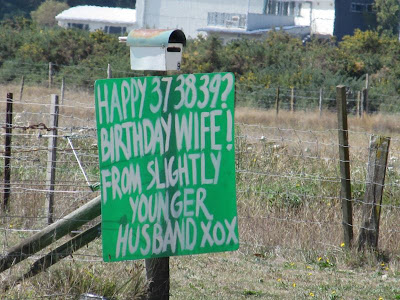 HAPPY 37 38 39?
BIRTHDAY WIFE!
FROM SLIGHTLY
YOUNGER
HUSBAND XOX